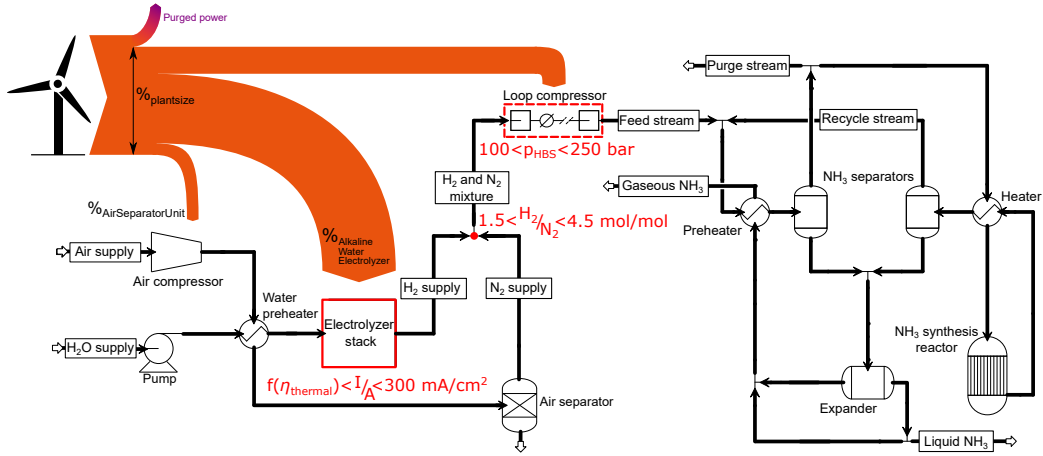 Purged power
%plantsize
Loop compressor
Feed stream
100<pHBS<250 bar
Purge stream
Recycle stream
NH3 separators
Gaseous NH3
Heater
Preheater
H2 and N2
mixture
1.5<H2/N2<4.5 mol/mol
%AirSeparatorUnit
%Alkaline
Water
Electrolyzer
Air supply
Air compressor
H2 supply
N2 supply
Water
preheater
Electrolyzer
stack
H2O supply
Pump
NH3 synthesis
reactor
f(ηthermal)<I/A<300 mA/cm2
Air separator
Expander
Liquid NH3